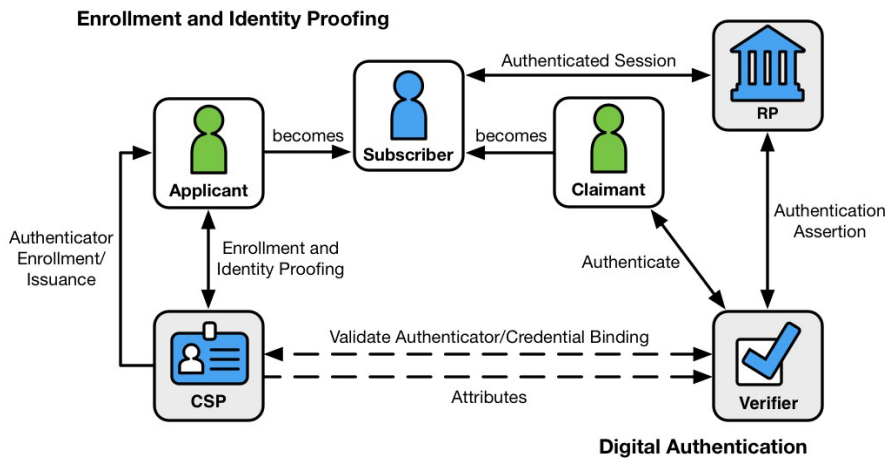 Enrollment and Identity Proofing
Authenticated Session
RP
becomes
Subscriber
becomes
Applicant
Claimant
Authenticator
Enrollment/
Issuance
Enrollment and
Identity Proofing
Authenticate
Authentication
Assertion
Validate Authenticator/Credential Binding
CSP
Attributes
Verifier
Digital Authentication